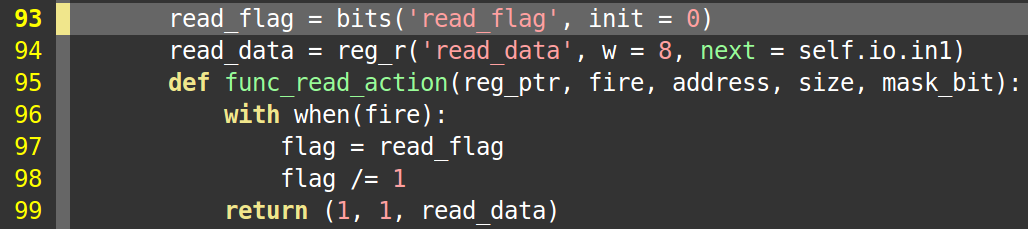 93 read_flag = bits('read_flag', init = 0)
94 read_data = reg_r('read_data', w = 8, next = self.io.in1)
95 def func_read_action(reg_ptr, fire, address, size, mask_bit):
96 with when(fire):
97 flag = read_flag
98 flag /= 1
99 return (1, 1, read_data)